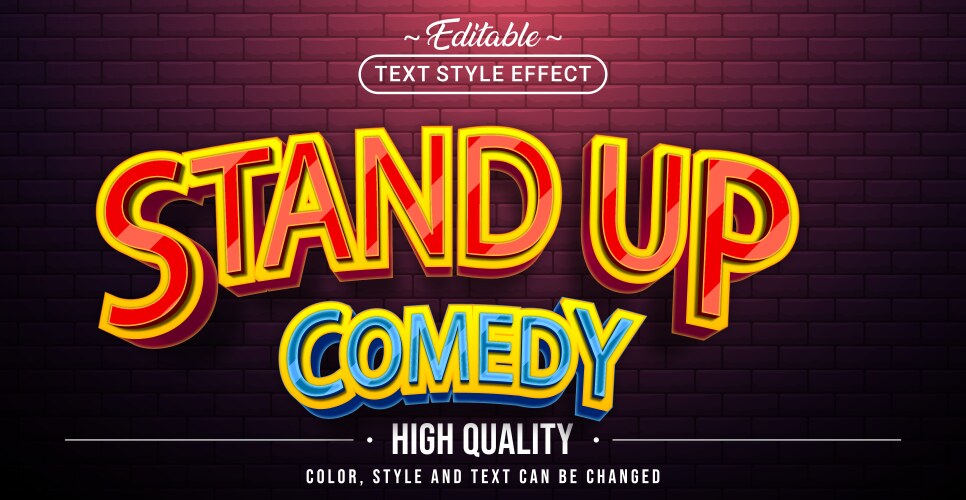 ~ Editable ~
TEXT STYLE EFFECT
STAND UP
COMEDY
• HIGH QUALITY •
COLOR, STYLE AND TEXT CAN BE CHANGED